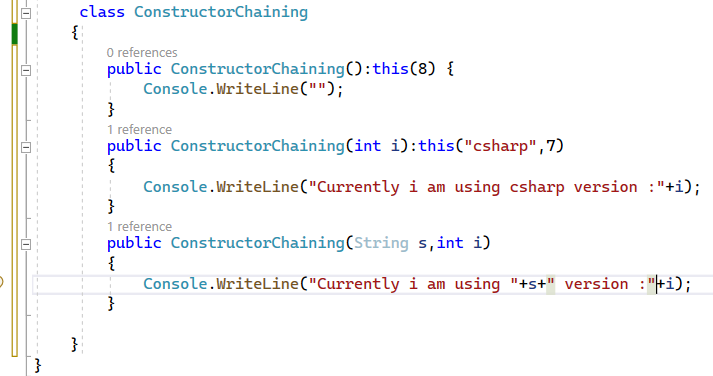 class ConstructorChaining
{
0 references
public ConstructorChaining():this(8) {
Console.WriteLine("");
}
1 reference
public ConstructorChaining(int i):this("csharp",7)
{
Console.WriteLine("Currently i am using csharp version :"+i);
}
1 reference
public ConstructorChaining(String s,int i)
{
Console.WriteLine("Currently i am using "+s+" version :"+i);
}
}
}